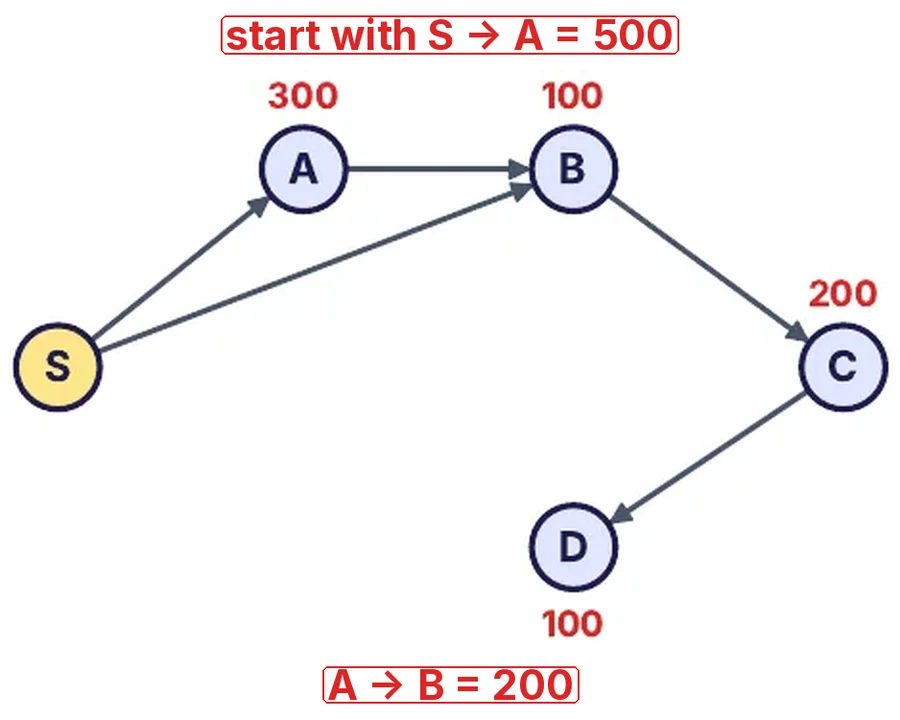 start with S → A = 500
300
100
A
B
200
S
C
D
100
A → B = 200